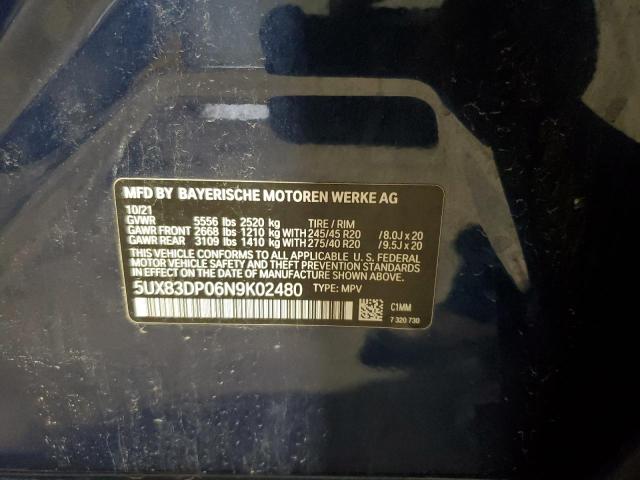 MFD BY BAYERISCHE MOTOREN WERKE AG
10/21
GVWR 5556 lbs 2520 kg TIRE / RIM
GAWR FRONT 2668 lbs 1210 kg WITH 245/45 R20 / 8.0J x 20
GAWR REAR 3109 lbs 1410 kg WITH 275/40 R20 / 9.5J x 20
THIS VEHICLE CONFORMS TO ALL APPLICABLE U. S. FEDERAL
MOTOR VEHICLE SAFETY, BUMPER, AND THEFT PREVENTION
STANDARDS IN EFFECT ON THE DATE OF MANUFACTURE SHOWN ABOVE.
5UX83DP06N9K02480 TYPE: MPV
C1MM
7 320 730